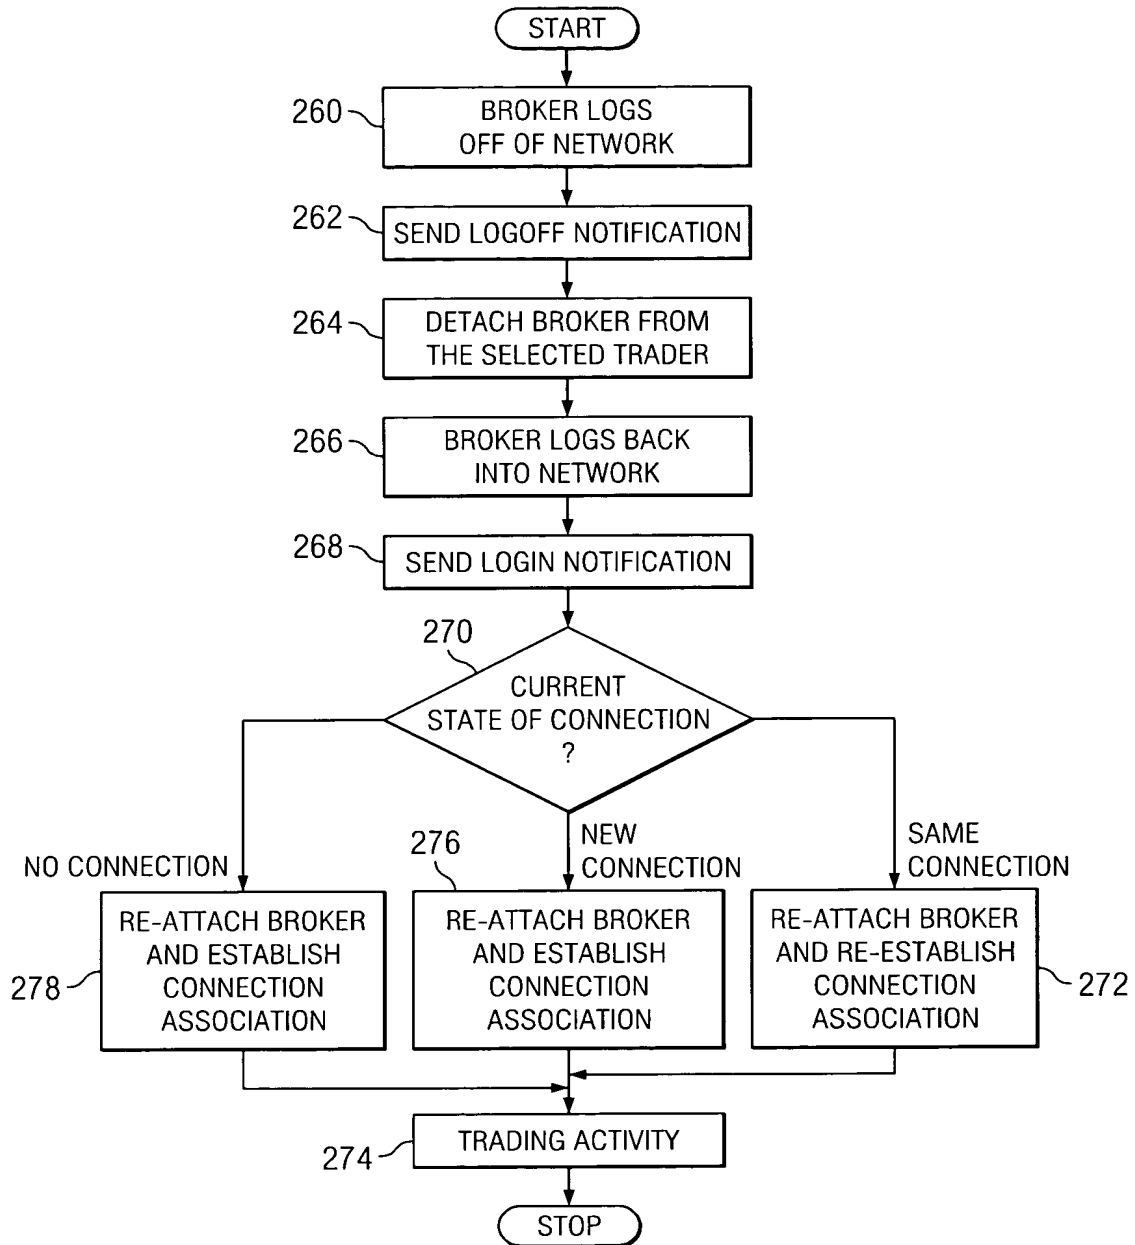 START
260
BROKER LOGS
OFF OF NETWORK
262
SEND LOGOFF NOTIFICATION
264
DETACH BROKER FROM
THE SELECTED TRADER
266
BROKER LOGS BACK
INTO NETWORK
268
SEND LOGIN NOTIFICATION
270
CURRENT
STATE OF CONNECTION
?
NO CONNECTION
276
NEW
CONNECTION
SAME
CONNECTION
278
RE-ATTACH BROKER
AND ESTABLISH
CONNECTION
ASSOCIATION
RE-ATTACH BROKER
AND ESTABLISH
CONNECTION
ASSOCIATION
RE-ATTACH BROKER
AND RE-ESTABLISH
CONNECTION
ASSOCIATION
272
274
TRADING ACTIVITY
STOP